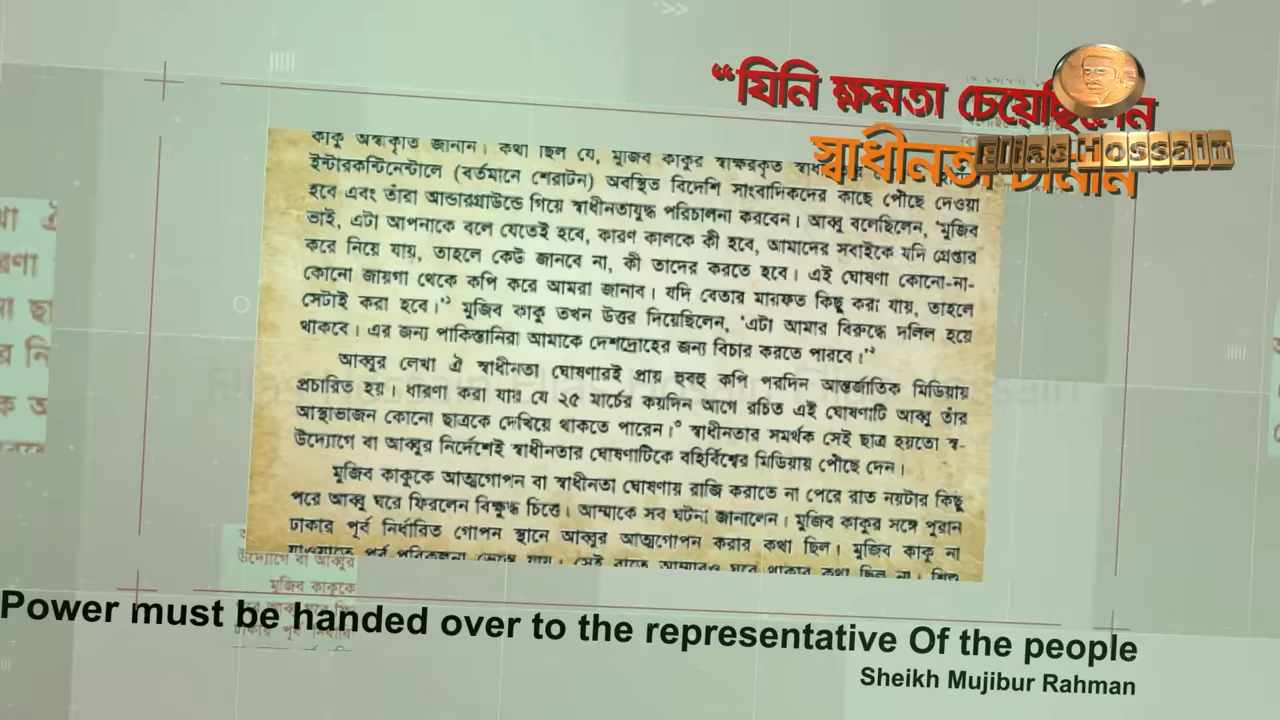 “যিনি ক্ষমতা চেয়েছিলেন
স্বাধীনতা চাননি
Elias Hossain
কাকু অস্বীকৃতি জানান। কথা ছিল যে, মুজিব কাকুর স্বাক্ষরকৃত
ইন্টারকন্টিনেন্টালে (বর্তমানে শেরাটন) অবস্থিত বিদেশি সাংবাদিকদের কাছে পৌঁছে দেওয়া
হবে এবং তাঁরা আন্ডারগ্রাউন্ডে গিয়ে স্বাধীনতাযুদ্ধ পরিচালনা করবেন। আব্বু বলেছিলেন, ‘মুজিব
ভাই, এটা আপনাকে বলে যেতেই হবে, কারণ কালকে কী হবে, আমাদের সবাইকে যদি গ্রেপ্তার
করে নিয়ে যায়, তাহলে কেউ জানবে না, কী তাদের করতে হবে। এই ঘোষণা কোনো-না-
কোনো জায়গা থেকে কপি করে আমরা জানাব। যদি বেতার মারফত কিছু করা যায়, তাহলে
সেটাই করা হবে।’১ মুজিব কাকু তখন উত্তর দিয়েছিলেন, ‘এটা আমার বিরুদ্ধে দলিল হয়ে
থাকবে। এর জন্য পাকিস্তানিরা আমাকে দেশদ্রোহের জন্য বিচার করতে পারবে।’২
আব্বুর লেখা ঐ স্বাধীনতা ঘোষণারই প্রায় হুবহু কপি পরদিন আন্তর্জাতিক মিডিয়ায়
প্রচারিত হয়। ধারণা করা যায় যে ২৫ মার্চের কয়দিন আগে রচিত এই ঘোষণাটি আব্বু তাঁর
আস্থাভাজন কোনো ছাত্রকে দেখিয়ে থাকতে পারেন।৩ স্বাধীনতার সমর্থক সেই ছাত্র হয়তো স্ব-
উদ্যোগে বা আব্বুর নির্দেশেই স্বাধীনতার ঘোষণাটিকে বহির্বিশ্বের মিডিয়ায় পৌঁছে দেন।
মুজিব কাকুকে আত্মগোপন বা স্বাধীনতা ঘোষণায় রাজি করাতে না পেরে রাত নয়টার কিছু
পরে আব্বু ঘরে ফিরলেন বিক্ষুব্ধ চিত্তে। আম্মাকে সব ঘটনা জানালেন। মুজিব কাকুর সঙ্গে পুরান
ঢাকার পূর্ব নির্ধারিত গোপন স্থানে আব্বুর আত্মগোপন করার কথা ছিল। মুজিব কাকু না
Power must be handed over to the representative Of the people
Sheikh Mujibur Rahman